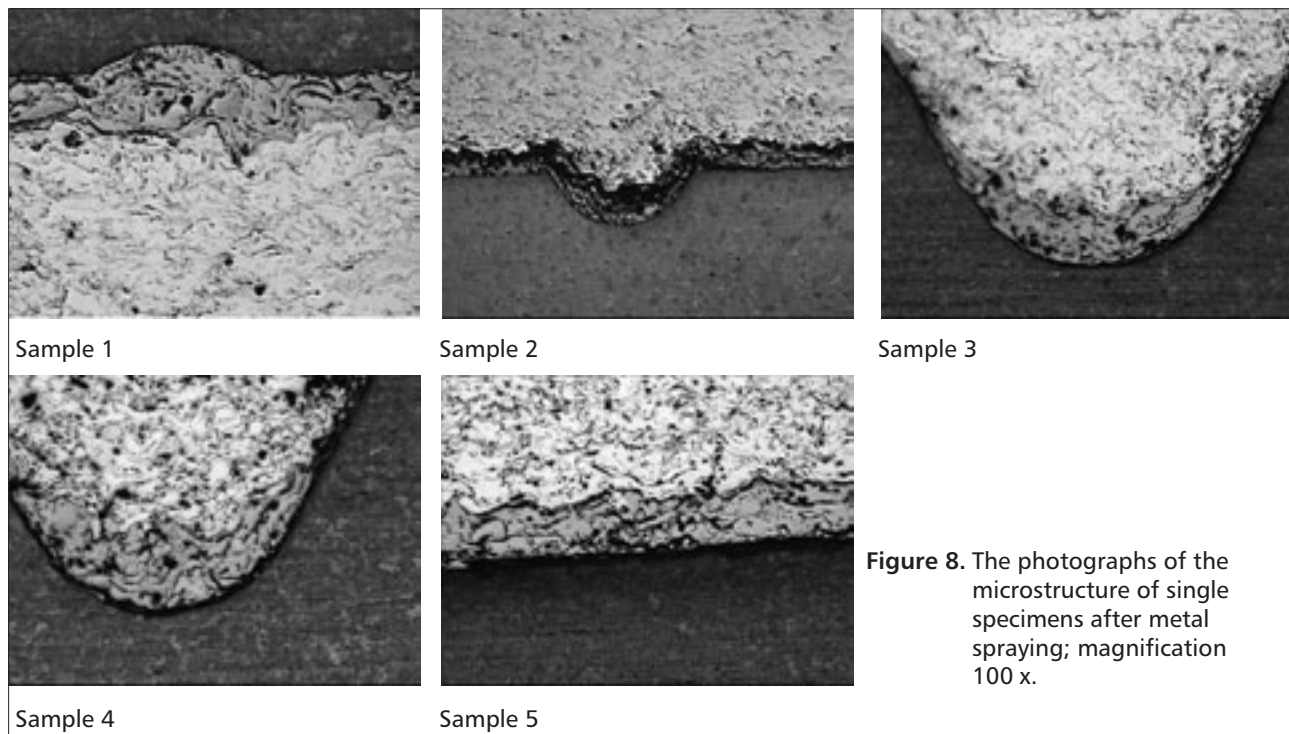 Sample 1
Sample 2
Sample 3
Sample 4
Sample 5
Figure 8. The photographs of the
microstructure of single
specimens after metal
spraying; magnification
100 x.